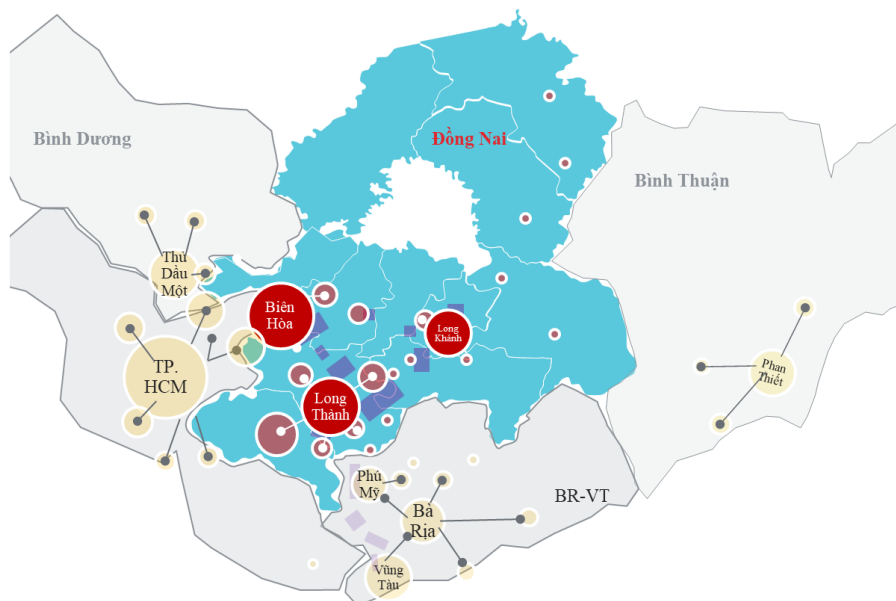 Bình Dương
Đồng Nai
Bình Thuận
Thủ
Dầu
Một
Biên
Hòa
Long
Khánh
TP.
HCM
Phan
Thiết
Long
Thành
Phú
Mỹ
BR-VT
Bà
Rịa
Vũng
Tàu